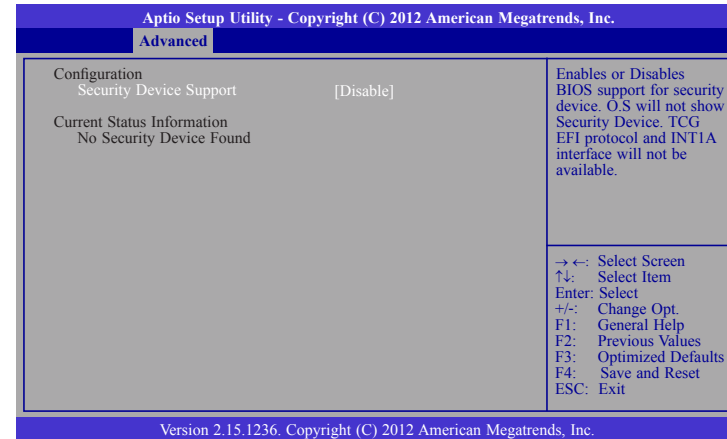 Aptio Setup Utility - Copyright (C) 2012 American Megatrends, Inc.
Advanced
Configuration
Security Device Support [Disable]
Current Status Information
No Security Device Found
Enables or Disables
BIOS support for security
device. O.S will not show
Security Device. TCG
EFI protocol and INT1A
interface will not be
available.
→ ←: Select Screen
↑↓: Select Item
Enter: Select
+/-: Change Opt.
F1: General Help
F2: Previous Values
F3: Optimized Defaults
F4: Save and Reset
ESC: Exit
Version 2.15.1236. Copyright (C) 2012 American Megatrends, Inc.